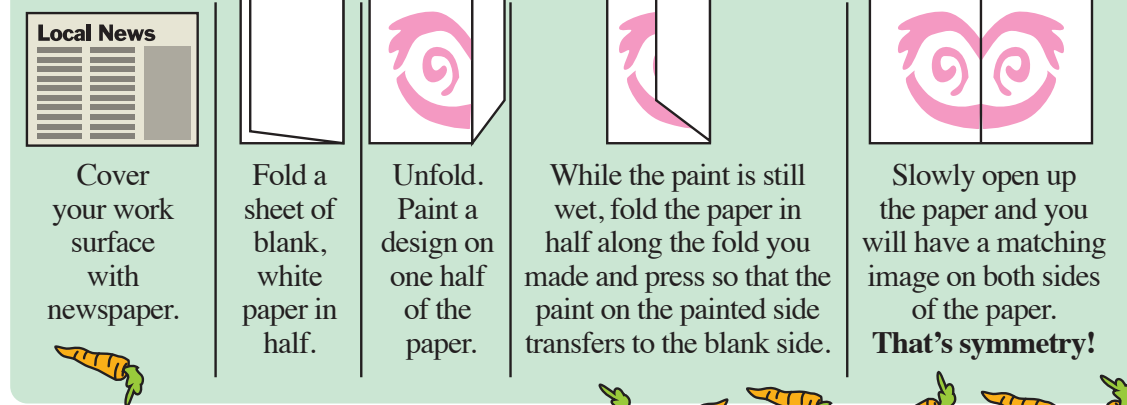 Local News
Cover
your work
surface
with
newspaper.
Fold a
sheet of
blank,
white
paper in
half.
Unfold.
Paint a
design on
one half
of the
paper.
While the paint is still
wet, fold the paper in
half along the fold you
made and press so that the
paint on the painted side
transfers to the blank side.
Slowly open up
the paper and you
will have a matching
image on both sides
of the paper.
That’s symmetry!